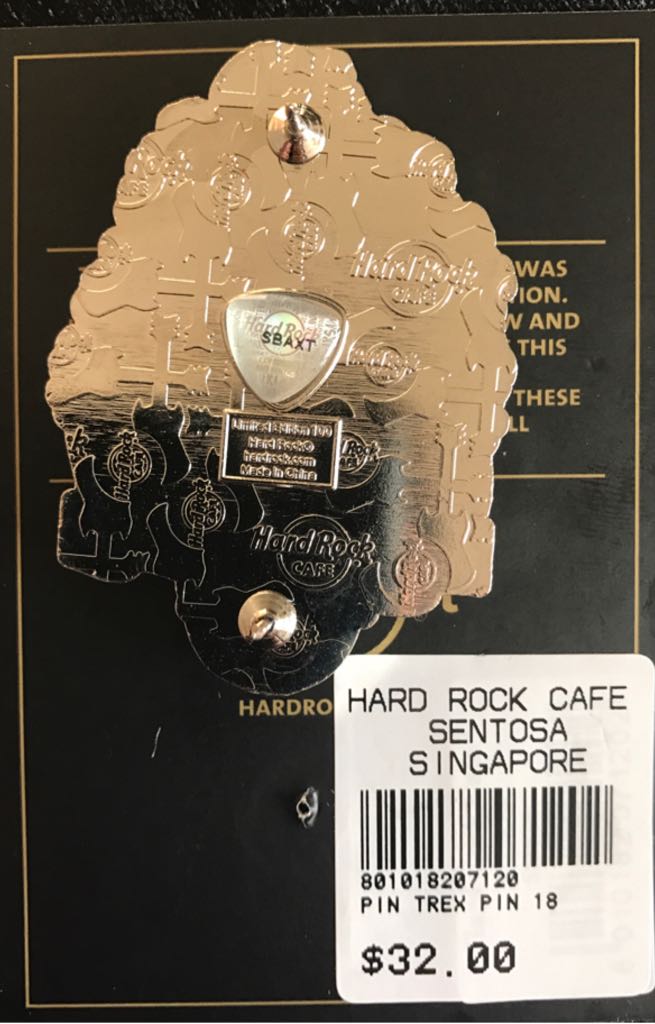 Hard Rock
CAFE
WAS
ION.
W AND
THIS
THESE
LL
Hard Rock
SBAXT
Limited Edition 100
Hard Rock©
hardrock.com
Made in China
Hard Rock
CAFE
HARDRO
HARD ROCK CAFE
SENTOSA
SINGAPORE
801018207120
PIN TREX PIN 18
$32.00